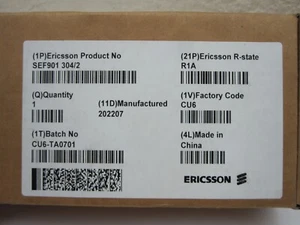 (1P)Ericsson Product No
SEF901 304/2
(21P)Ericsson R-state
R1A
(Q)Quantity
1
(11D)Manufactured
202207
(1V)Factory Code
CU6
(1T)Batch No
CU6-TA0701
(4L)Made in
China
ERICSSON